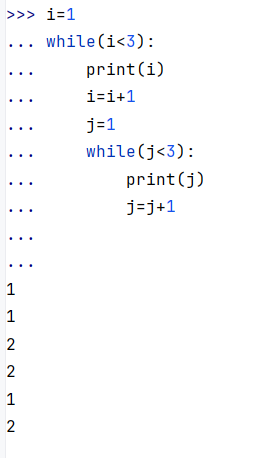 >>> i=1
... while(i<3):
...     print(i)
...     i=i+1
...     j=1
...     while(j<3):
...         print(j)
...         j=j+1
...
...
1
1
2
2
1
2